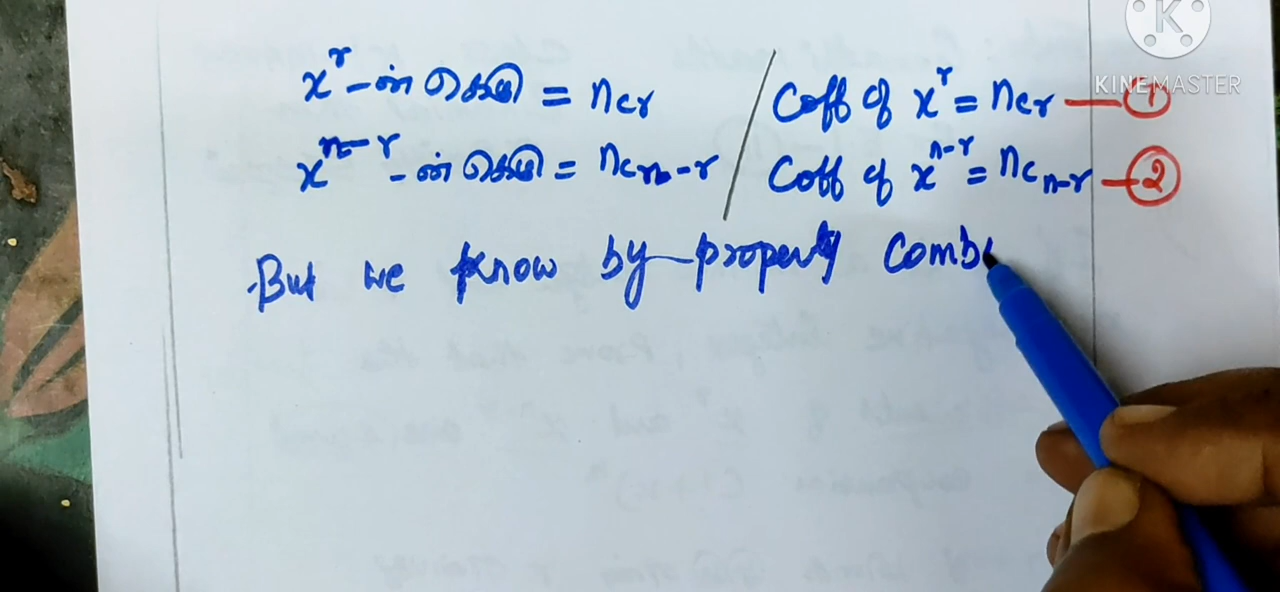 xʳ-ன் கெழு = nCr / Coff of xʳ = nCr — ①
xⁿ⁻ʳ-ன் கெழு = nCn-r / Coff of xⁿ⁻ʳ = nCn-r — ②
But we know by property Comb
K
KINEMASTER